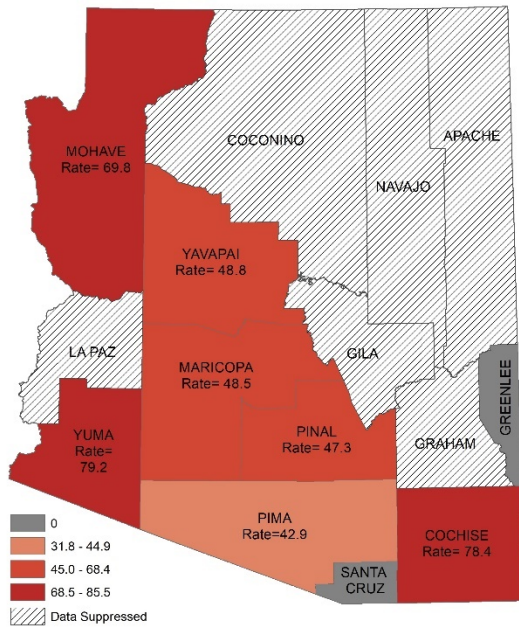 COCONINO
APACHE
MOHAVE
Rate= 69.8
NAVAJO
YAVAPAI
Rate= 48.8
LA PAZ
MARICOPA
Rate= 48.5
GILA
GREENLEE
YUMA
Rate=
79.2
PINAL
Rate= 47.3
GRAHAM
PIMA
Rate=42.9
COCHISE
Rate= 78.4
SANTA
CRUZ
0
31.8 - 44.9
45.0 - 68.4
68.5 - 85.5
Data Suppressed